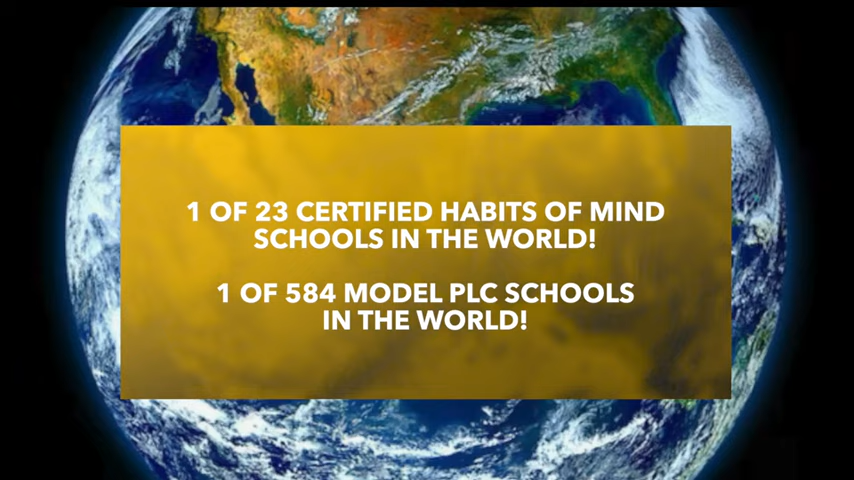 1 OF 23 CERTIFIED HABITS OF MIND
SCHOOLS IN THE WORLD!
1 OF 584 MODEL PLC SCHOOLS
IN THE WORLD!